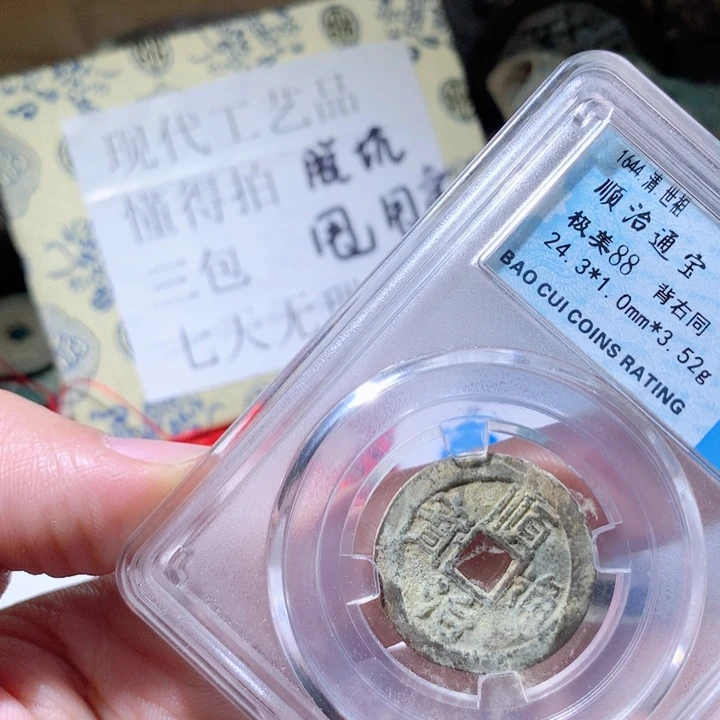 现代工艺品
懂得拍
三包
七天无
1644.清 世祖
顺治通宝
极美88 背右同
24.3*1.0mm*3.52g
BAO CUI COINS RATING
顺治通宝